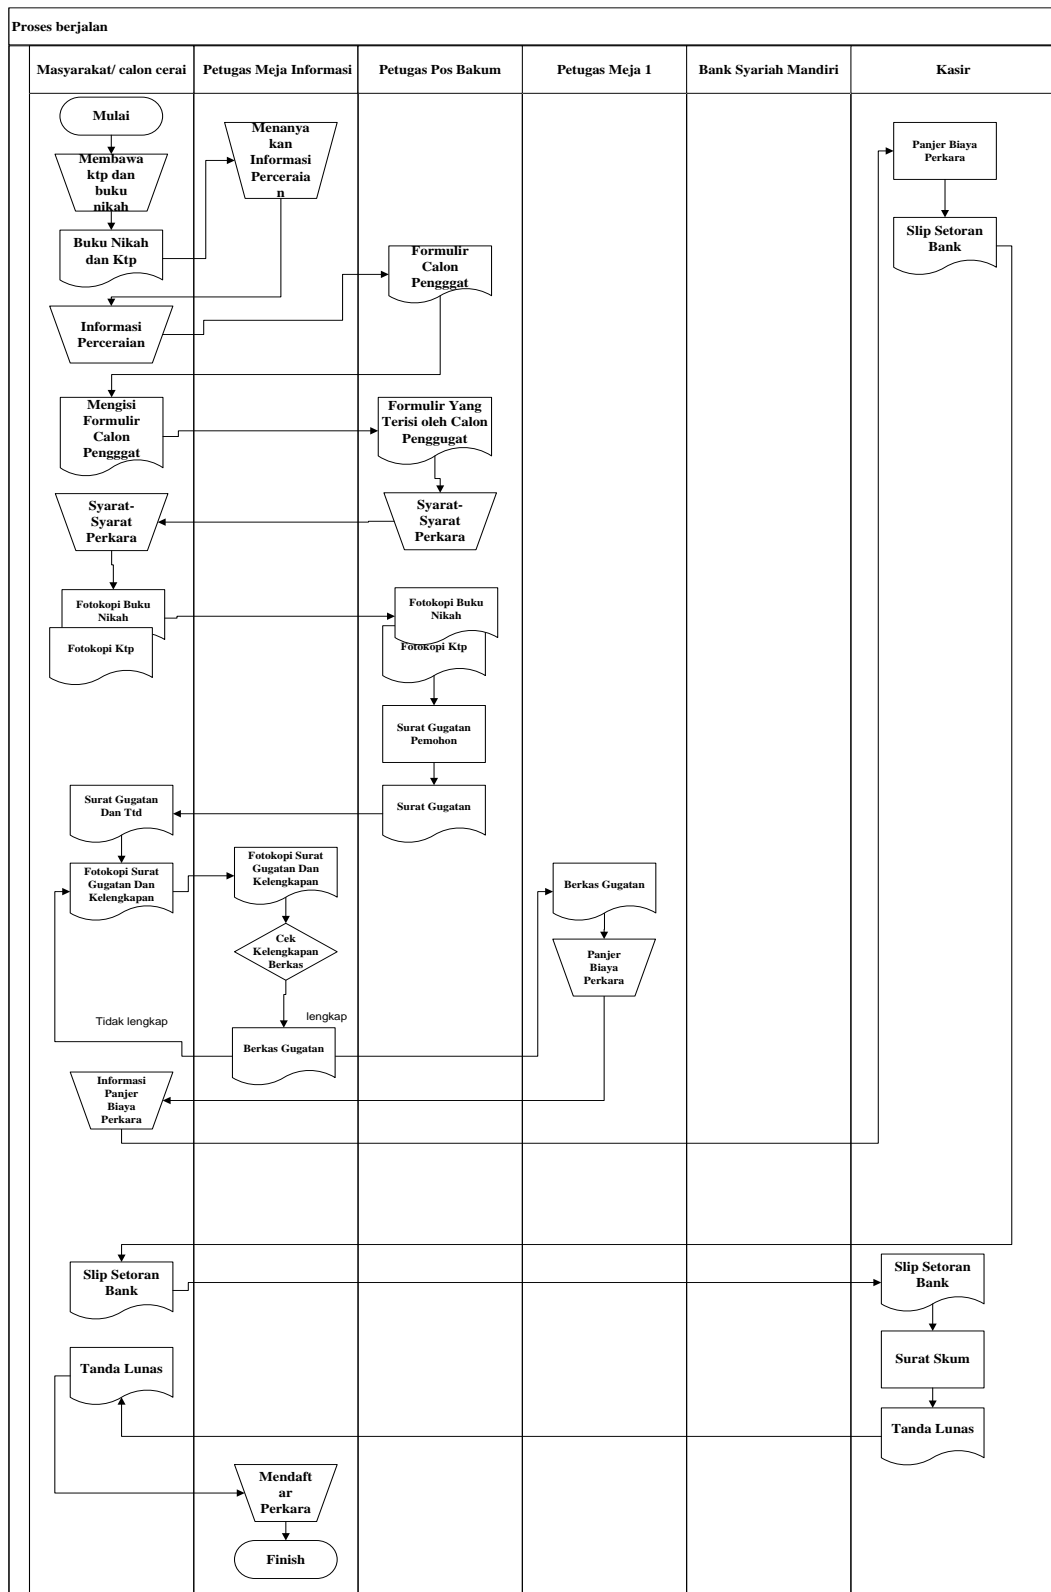 Proses berjalan
Masyarakat/ calon cerai
Petugas Meja Informasi
Petugas Pos Bakum
Petugas Meja 1
Bank Syariah Mandiri
Kasir
Mulai
Membawa
ktp dan
buku
nikah
Buku Nikah
dan Ktp
Menanya
kan
Informasi
Perceraia
n
Informasi
Perceraian
Formulir
Calon
Pengggat
Mengisi
Formulir
Calon
Pengggat
Formulir Yang
Terisi oleh Calon
Penggugat
Syarat-
Syarat
Perkara
Syarat-
Syarat
Perkara
Fotokopi Buku
Nikah
Fotokopi Ktp
Fotokopi Buku
Nikah
Fotokopi Ktp
Surat Gugatan
Pemohon
Surat Gugatan
Surat Gugatan
Dan Ttd
Fotokopi Surat
Gugatan Dan
Kelengkapan
Fotokopi Surat
Gugatan Dan
Kelengkapan
Cek
Kelengkapan
Berkas
Tidak lengkap
lengkap
Berkas Gugatan
Berkas Gugatan
Panjer
Biaya
Perkara
Informasi
Panjer
Biaya
Perkara
Panjer Biaya
Perkara
Slip Setoran
Bank
Slip Setoran
Bank
Slip Setoran
Bank
Surat Skum
Tanda Lunas
Tanda Lunas
Mendaft
ar
Perkara
Finish